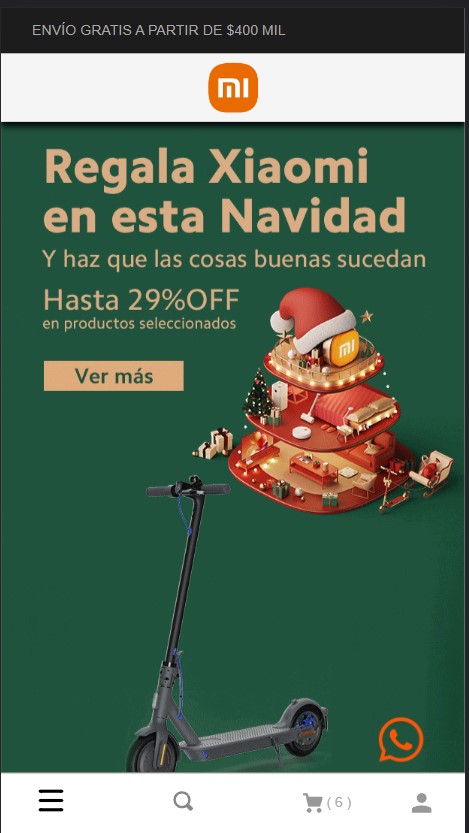 ENVÍO GRATIS A PARTIR DE $400 MIL
mi
Regala Xiaomi
en esta Navidad
Y haz que las cosas buenas sucedan
Hasta 29%OFF
en productos seleccionados
mi
Ver más
( 6 )